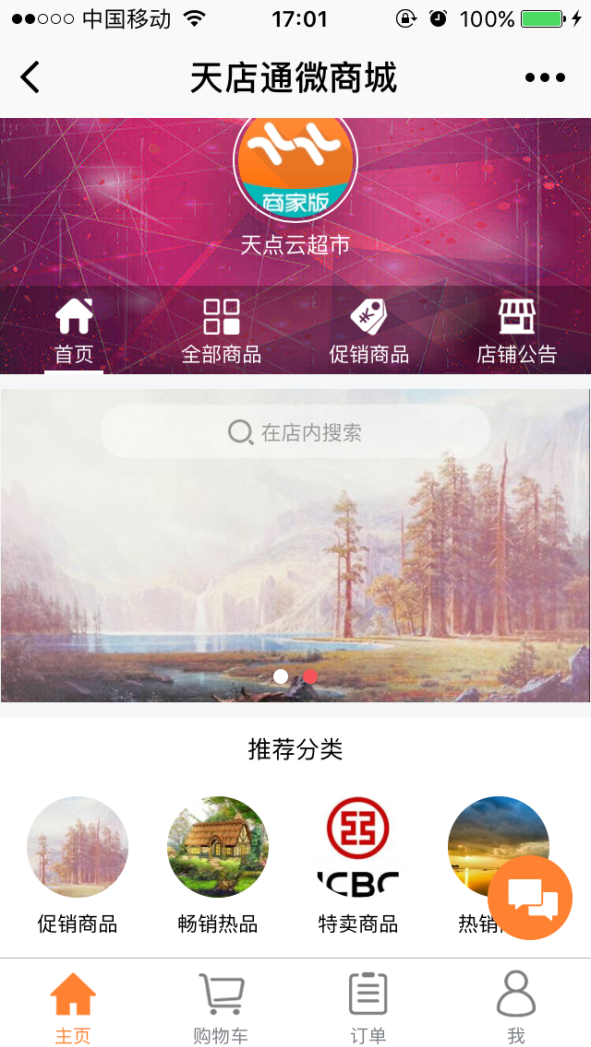 中国移动 17:01 100%
天店通微商城
商家版
天点云超市
首页 全部商品 促销商品 店铺公告
在店内搜索
推荐分类
ICBC
促销商品 畅销热品 特卖商品 热销
主页 购物车 订单 我